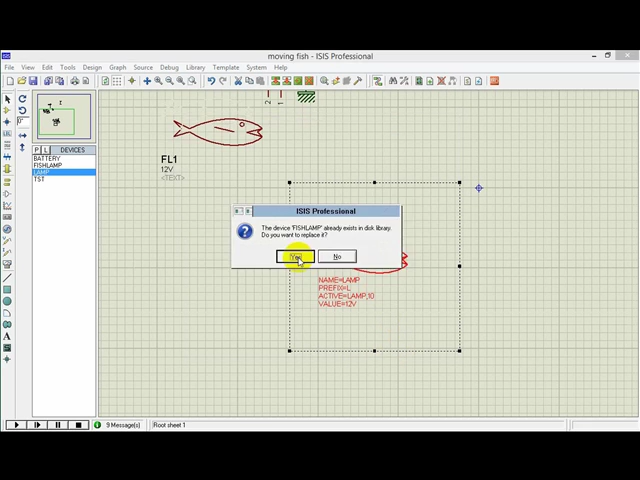 moving fish - ISIS Professional
File View Edit Tools Design Graph Source Debug Library Template System Help
P L DEVICES
BATTERY
FISHLAMP
LAMP
TST
2 1
FL1
12V
<TEXT>
ISIS Professional
The device 'FISHLAMP' already exists in disk library.
Do you want to replace it?
Yes No
NAME=LAMP
PREFIX=L
ACTIVE=LAMP,10
VALUE=12V
9 Message(s) Root sheet 1